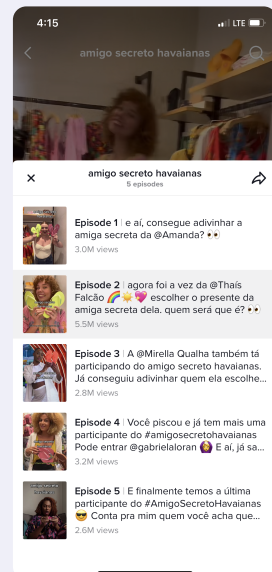 4:15
LTE
amigo secreto havaianas
amigo secreto havaianas
5 episodes
Episode 1 | e aí, consegue adivinhar a
amiga secreta da @Amanda? 👀
3.0M views
Episode 2 | agora foi a vez da @Thaís
Falcão 🌈☀️💖 escolher o presente da
amiga secreta dela. quem será que é? 👀
5.5M views
Episode 3 | A @Mirella Qualha também tá
participando do amigo secreto havaianas.
Já conseguiu adivinhar quem ela escolhe...
2.8M views
Episode 4 | Você piscou e já tem mais uma
participante do #amigosecretohavaianas
Pode entrar @gabrielaloran 🙆 E aí, já sa...
3.2M views
Episode 5 | E finalmente temos a última
participante do #AmigoSecretoHavaianas
😎 Conta pra mim quem você acha que...
2.6M views